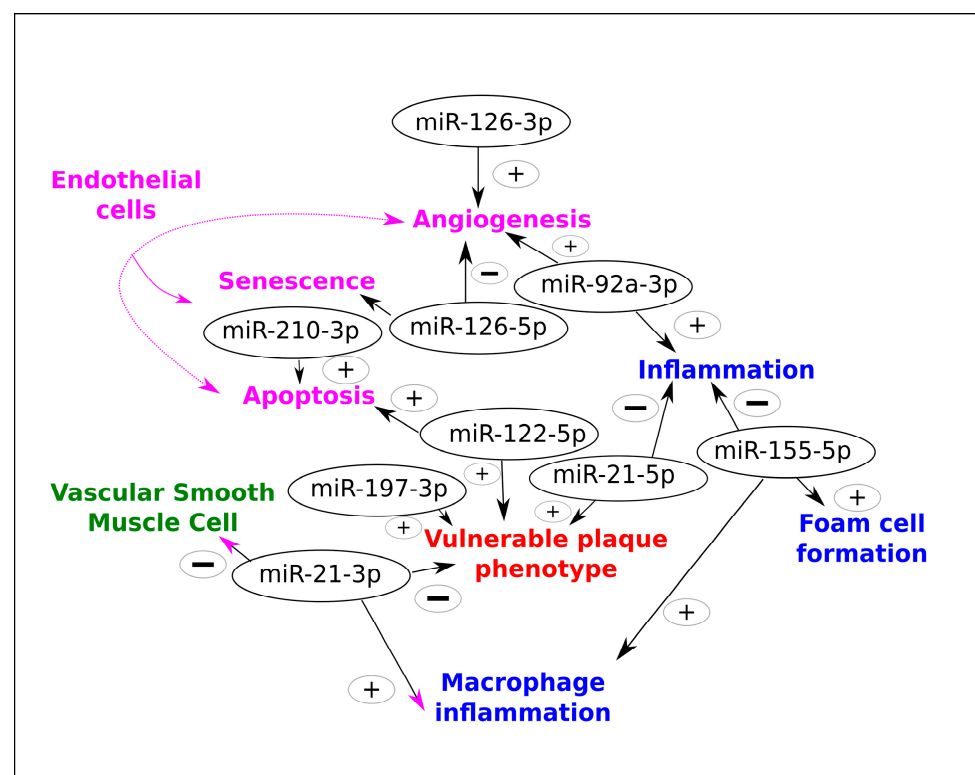 miR-126-3p
+
Endothelial
cells
Angiogenesis
+
−
miR-92a-3p
Senescence
miR-210-3p
miR-126-5p
+
+
Inflammation
Apoptosis
+
−
−
miR-122-5p
miR-155-5p
+
miR-21-5p
miR-197-3p
Vascular Smooth
Muscle Cell
+
+
+
Foam cell
formation
Vulnerable plaque
phenotype
−
miR-21-3p
−
+
+
Macrophage
inflammation